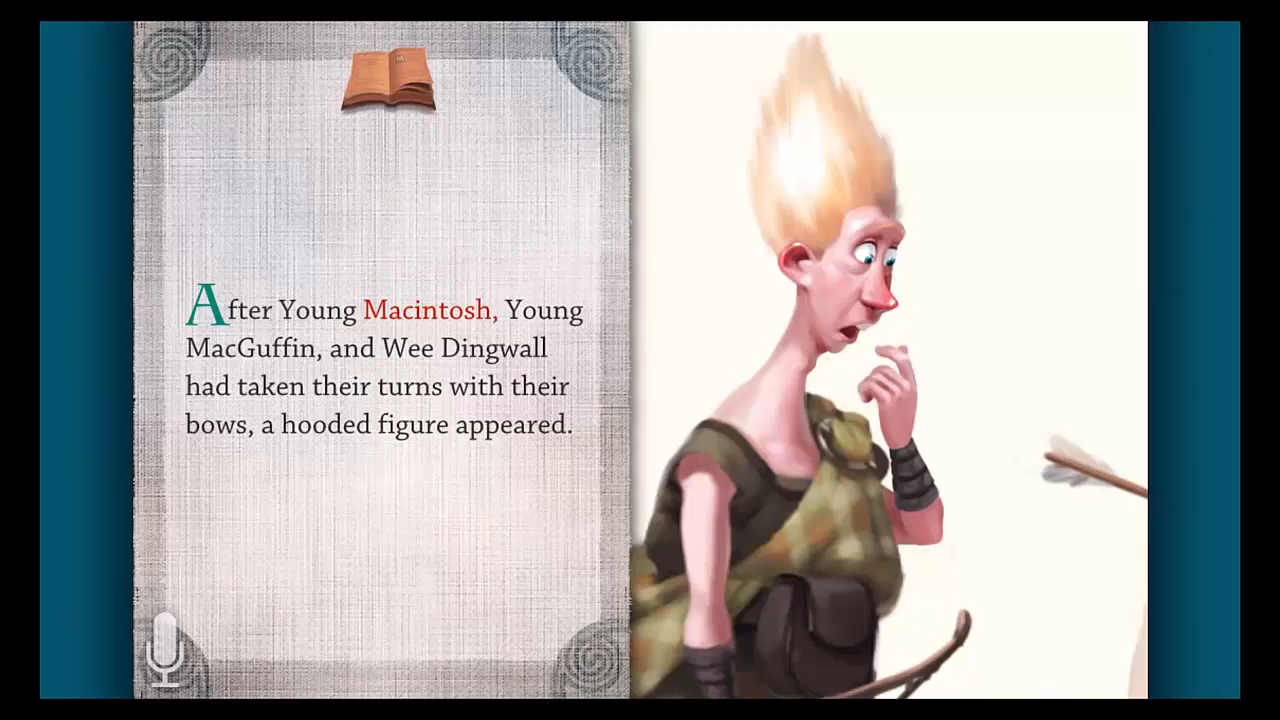 After Young Macintosh, Young
MacGuffin, and Wee Dingwall
had taken their turns with their
bows, a hooded figure appeared.